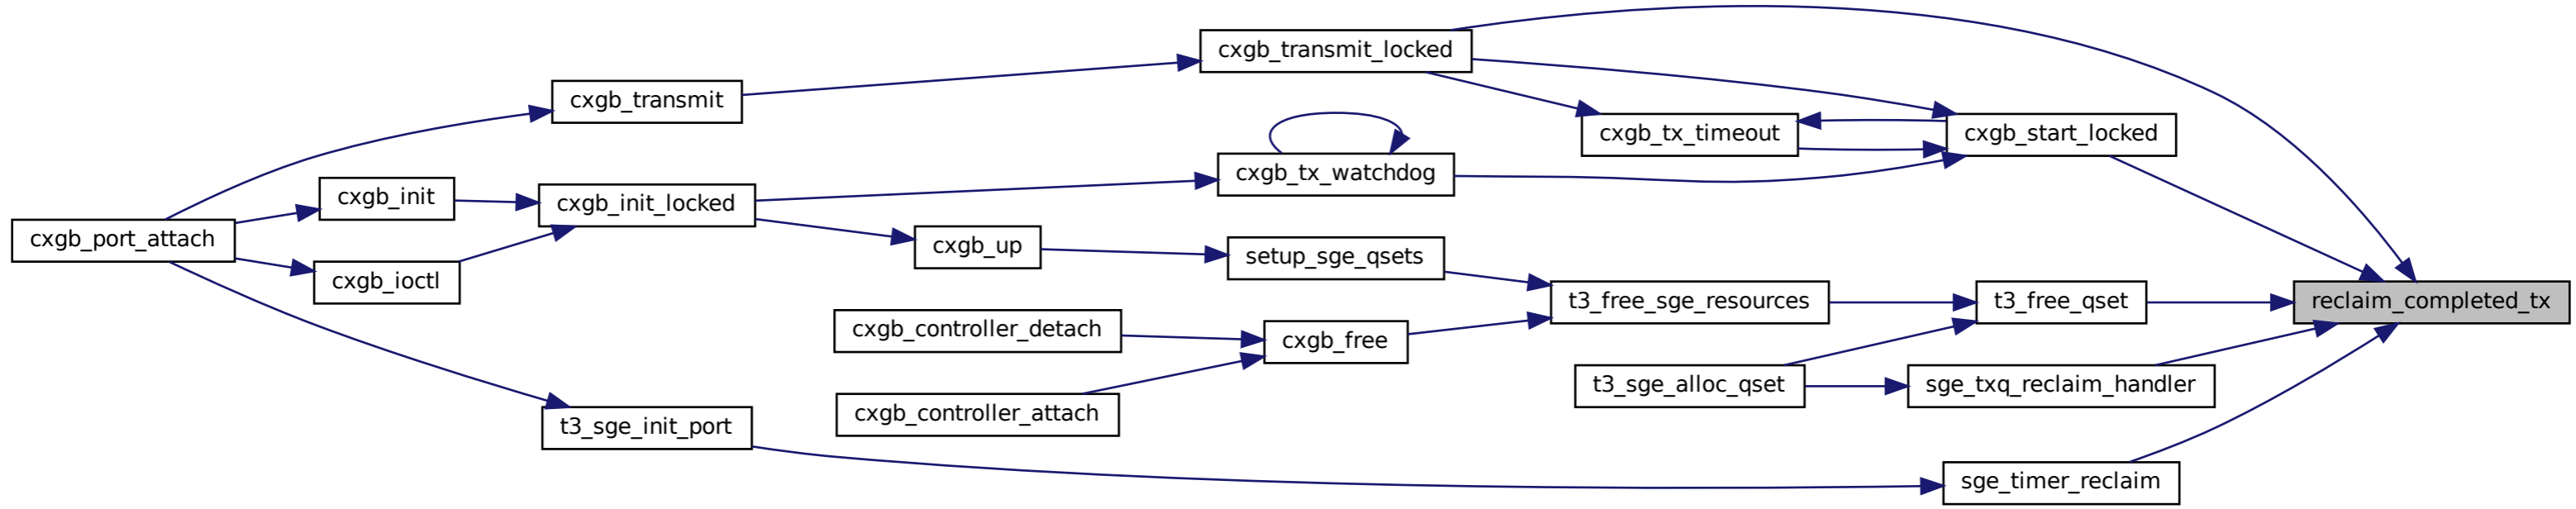 cxgb_transmit_locked
cxgb_transmit
cxgb_tx_timeout
cxgb_start_locked
cxgb_tx_watchdog
cxgb_init
cxgb_init_locked
cxgb_port_attach
cxgb_up
setup_sge_qsets
cxgb_ioctl
t3_free_sge_resources
t3_free_qset
reclaim_completed_tx
cxgb_controller_detach
cxgb_free
t3_sge_alloc_qset
sge_txq_reclaim_handler
cxgb_controller_attach
t3_sge_init_port
sge_timer_reclaim